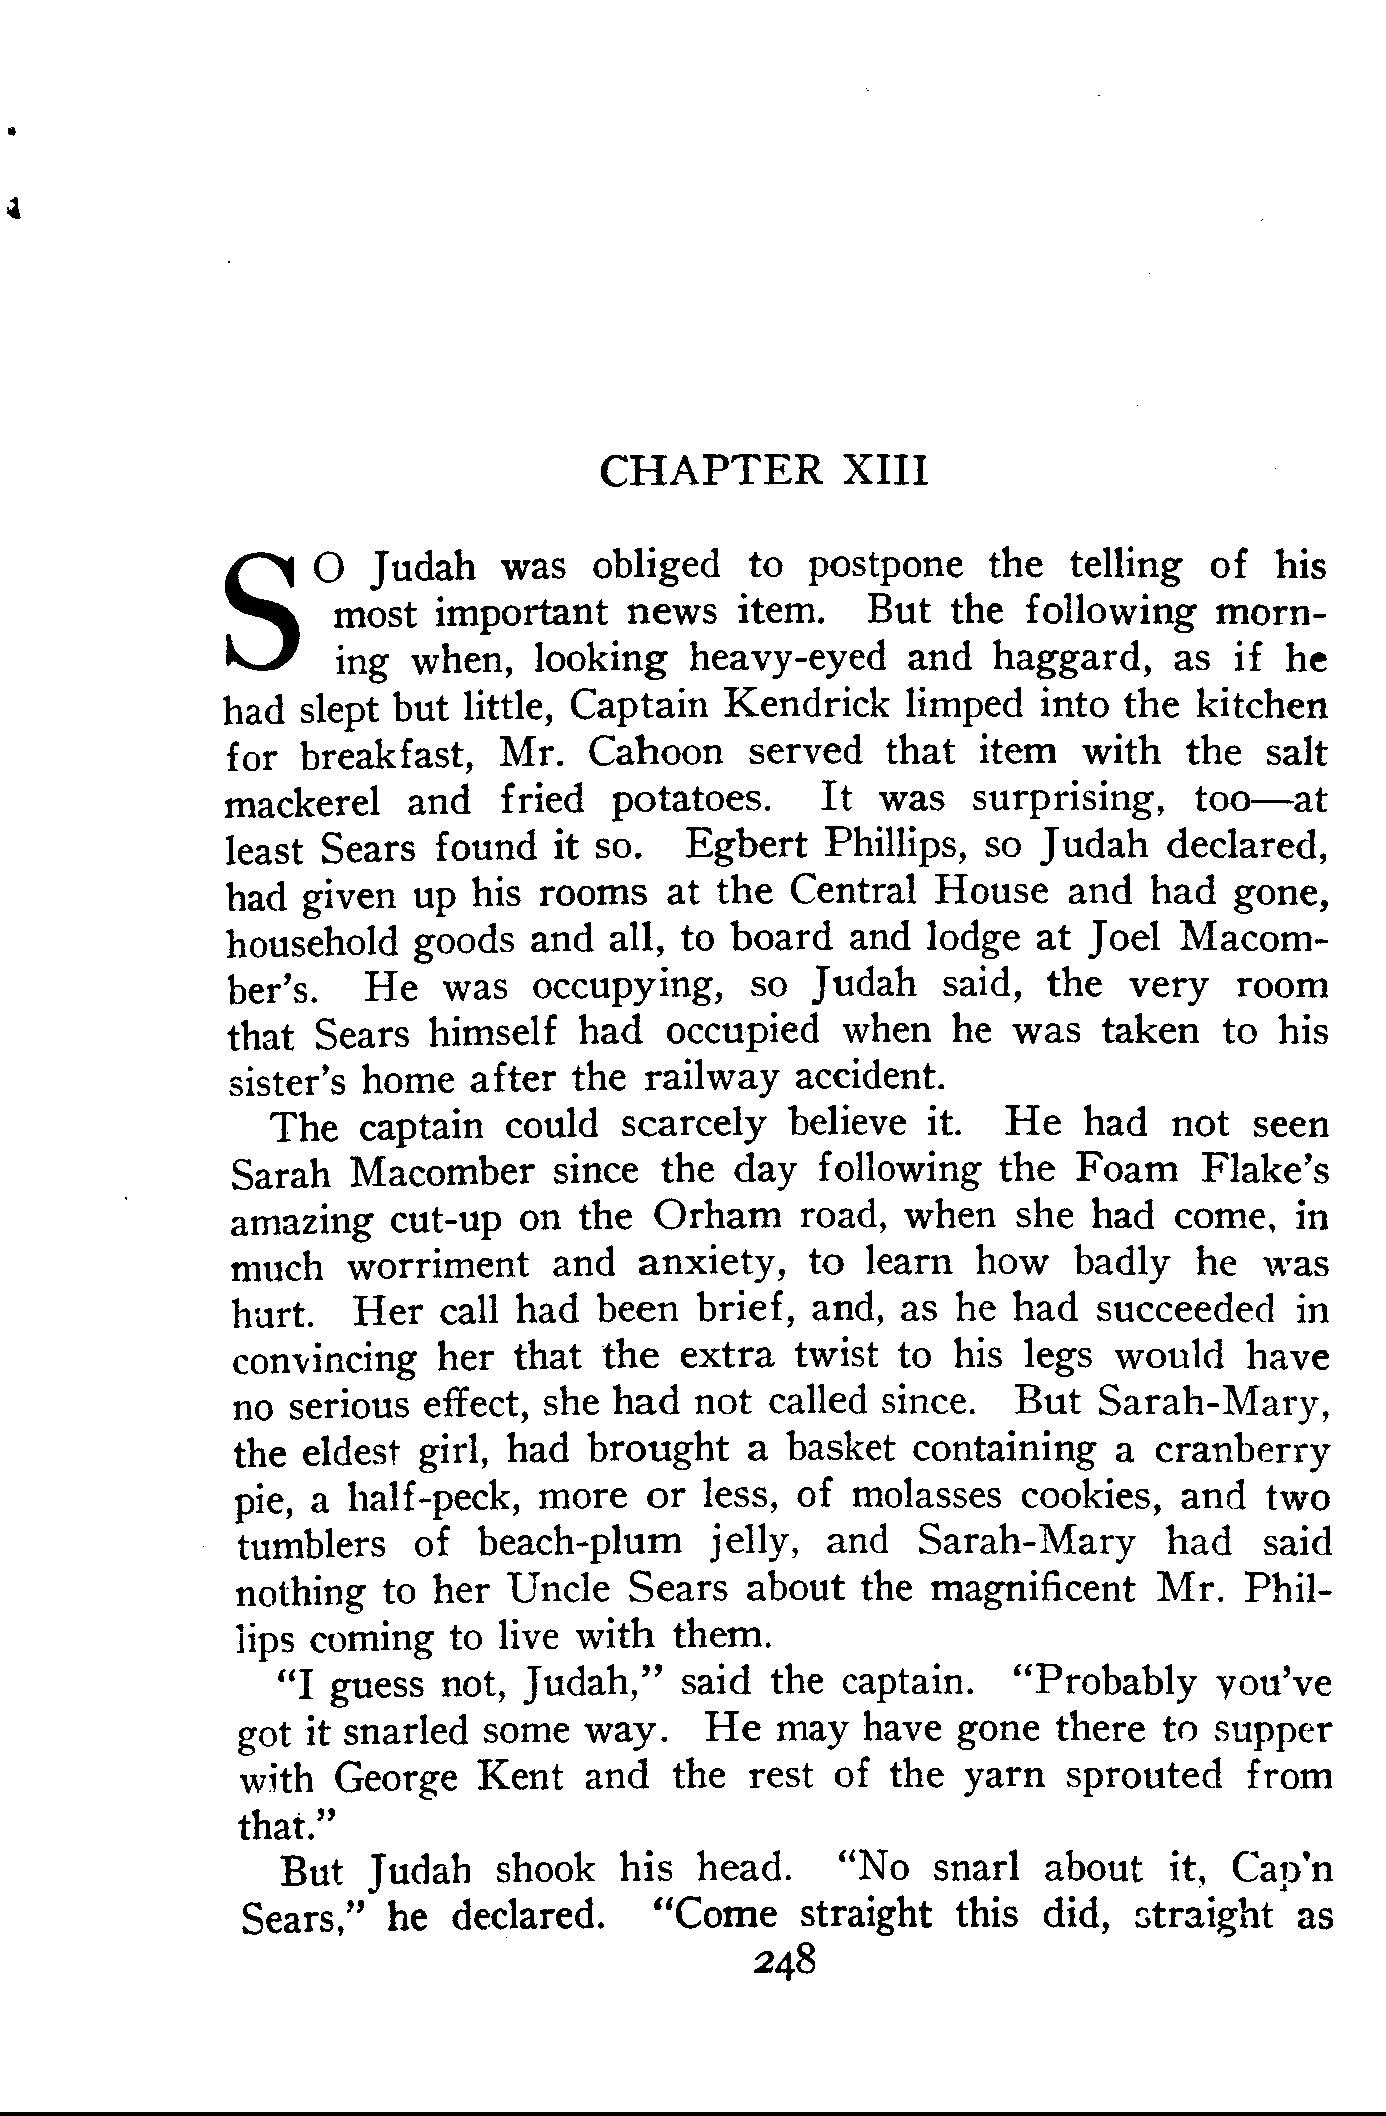 CHAPTER XIII
SO Judah was obliged to postpone the telling of his
most important news item. But the following morn-
ing when, looking heavy-eyed and haggard, as if he
had slept but little, Captain Kendrick limped into the kitchen
for breakfast, Mr. Cahoon served that item with the salt
mackerel and fried potatoes. It was surprising, too—at
least Sears found it so. Egbert Phillips, so Judah declared,
had given up his rooms at the Central House and had gone,
household goods and all, to board and lodge at Joel Macom-
ber's. He was occupying, so Judah said, the very room
that Sears himself had occupied when he was taken to his
sister's home after the railway accident.
The captain could scarcely believe it. He had not seen
Sarah Macomber since the day following the Foam Flake's
amazing cut-up on the Orham road, when she had come, in
much worriment and anxiety, to learn how badly he was
hurt. Her call had been brief, and, as he had succeeded in
convincing her that the extra twist to his legs would have
no serious effect, she had not called since. But Sarah-Mary,
the eldest girl, had brought a basket containing a cranberry
pie, a half-peck, more or less, of molasses cookies, and two
tumblers of beach-plum jelly, and Sarah-Mary had said
nothing to her Uncle Sears about the magnificent Mr. Phil-
lips coming to live with them.
"I guess not, Judah," said the captain. "Probably you've
got it snarled some way. He may have gone there to supper
with George Kent and the rest of the yarn sprouted from
that."
But Judah shook his head. "No snarl about it, Cap'n
Sears," he declared. "Come straight this did, straight as
248